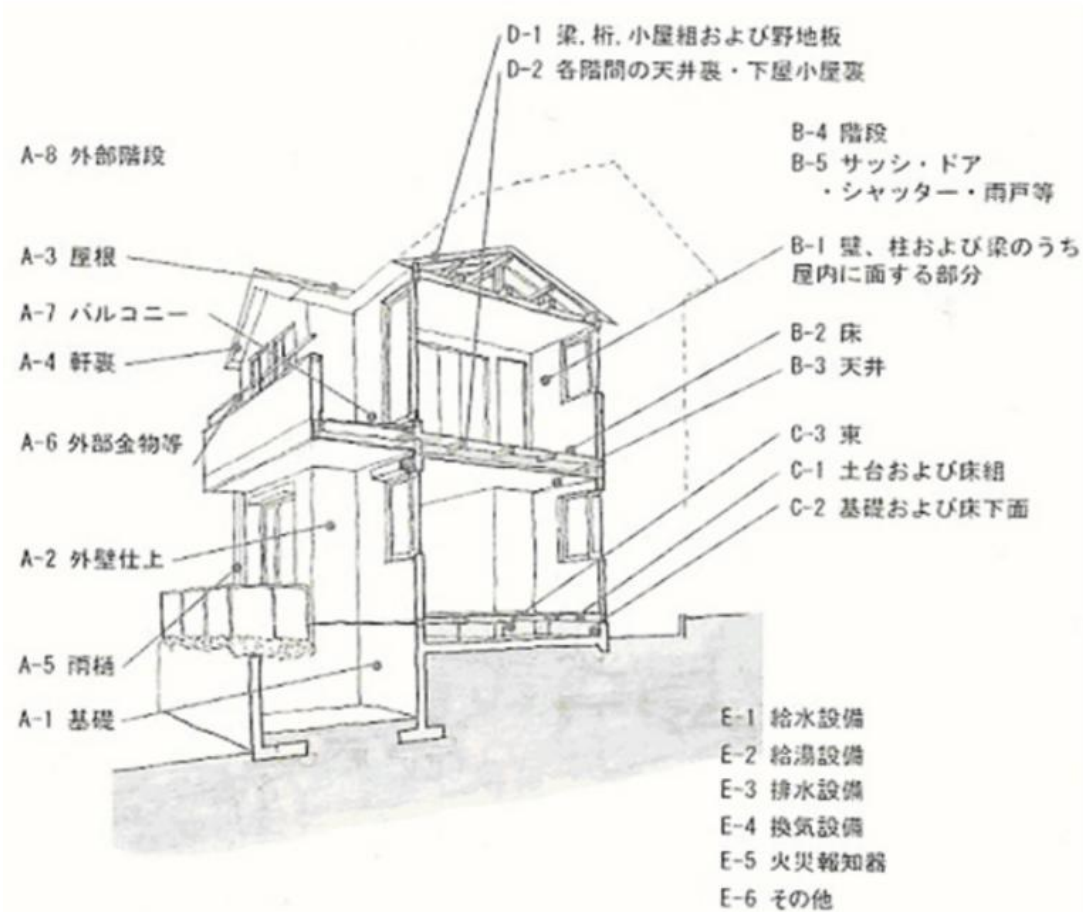 D-1 梁,桁,小屋組および野地板
D-2 各階間の天井裏・下屋小屋裏
A-8 外部階段
A-3 屋根
A-7 バルコニー
A-4 軒裏
A-6 外部金物等
A-2 外壁仕上
A-5 雨樋
A-1 基礎
B-4 階段
B-5 サッシ・ドア
・シャッター・雨戸等
B-1 壁、柱および梁のうち
屋内に面する部分
B-2 床
B-3 天井
C-3 束
C-1 土台および床組
C-2 基礎および床下面
E-1 給水設備
E-2 給湯設備
E-3 排水設備
E-4 換気設備
E-5 火災報知器
E-6 その他